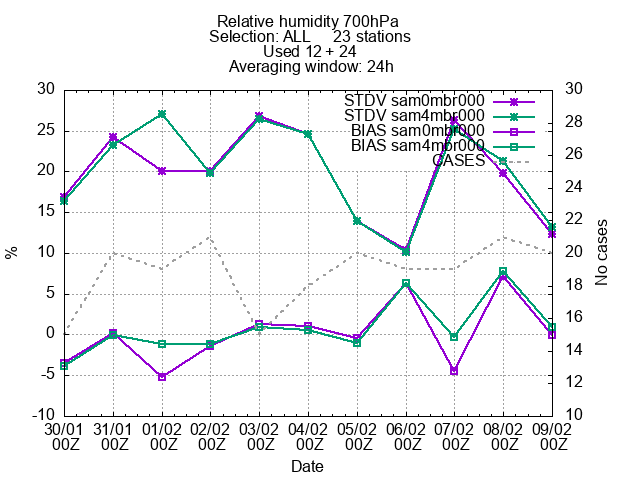 Relative humidity 700hPa
Selection: ALL 23 stations
Used 12 + 24
Averaging window: 24h
STDV sam0mbr000
STDV sam4mbr000
BIAS sam0mbr000
BIAS sam4mbr000
CASES
%
30
25
20
15
10
5
0
-5
-10
No cases
30
28
26
24
22
20
18
16
14
12
10
30/01 31/01 01/02 02/02 03/02 04/02 05/02 06/02 07/02 08/02 09/02
00Z 00Z 00Z 00Z 00Z 00Z 00Z 00Z 00Z 00Z 00Z
Date